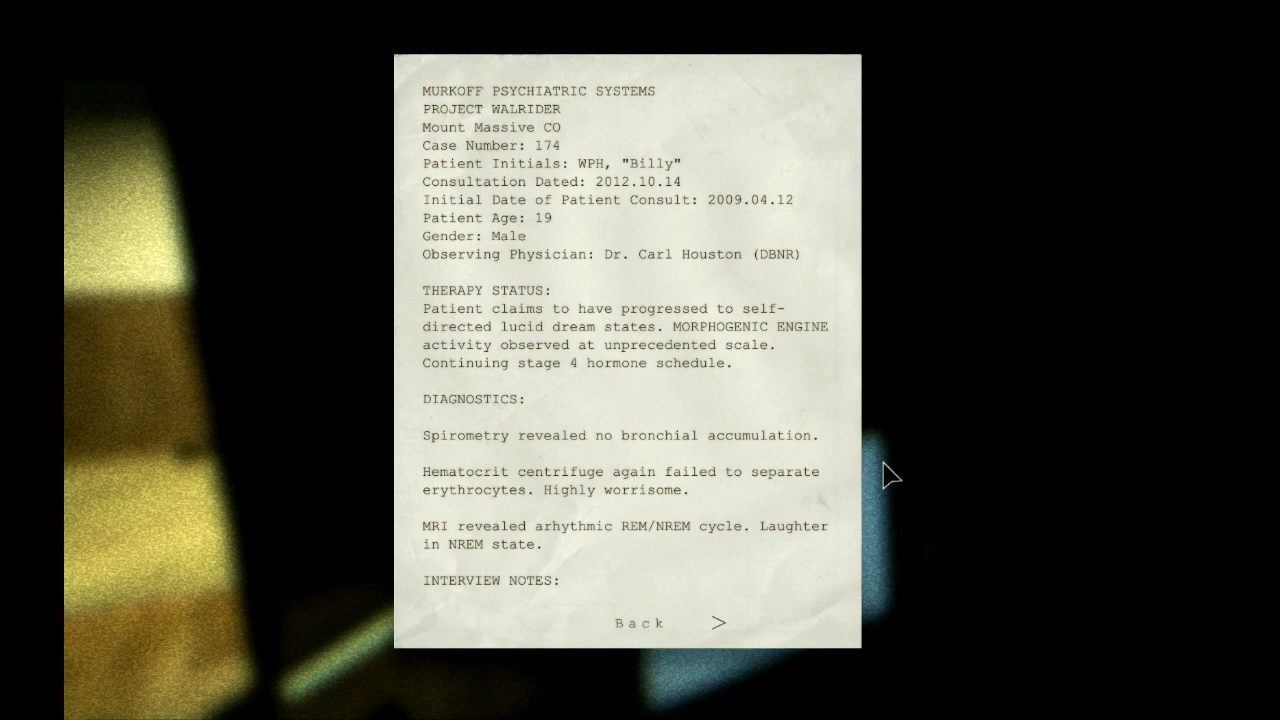 MURKOFF PSYCHIATRIC SYSTEMS
PROJECT WALRIDER
Mount Massive CO
Case Number: 174
Patient Initials: WPH, "Billy"
Consultation Dated: 2012.10.14
Initial Date of Patient Consult: 2009.04.12
Patient Age: 19
Gender: Male
Observing Physician: Dr. Carl Houston (DBNR)
THERAPY STATUS:
Patient claims to have progressed to self-
directed lucid dream states. MORPHOGENIC ENGINE
activity observed at unprecedented scale.
Continuing stage 4 hormone schedule.
DIAGNOSTICS:
Spirometry revealed no bronchial accumulation.
Hematocrit centrifuge again failed to separate
erythrocytes. Highly worrisome.
MRI revealed arhythmic REM/NREM cycle. Laughter
in NREM state.
INTERVIEW NOTES:
Back >